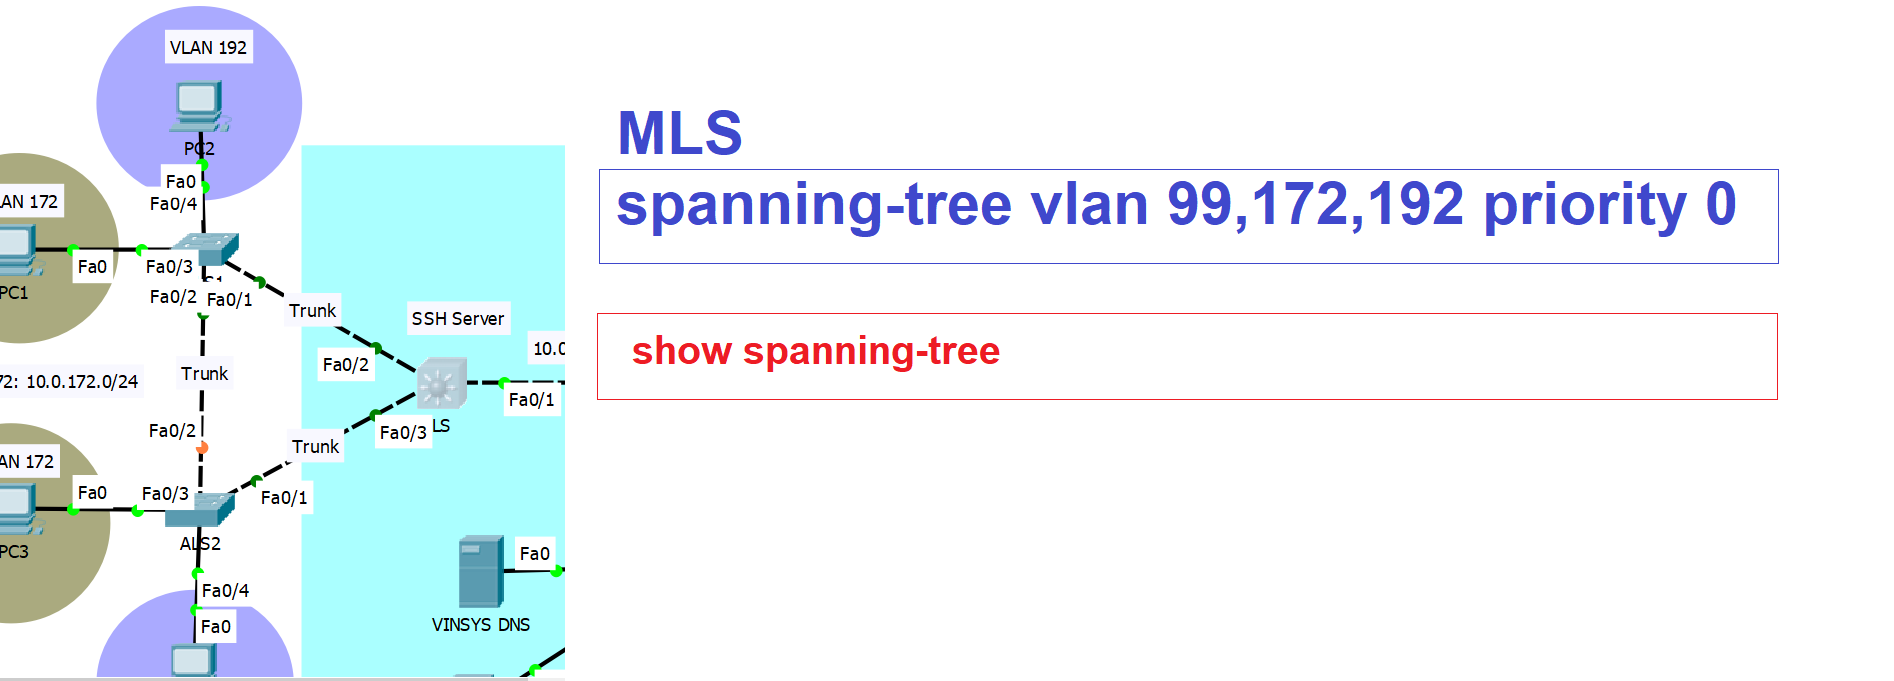 VLAN 192
PC2
Fa0
Fa0/4
AN 172
Fa0
Fa0/3
PC1
Fa0/2
Fa0/1
Trunk
SSH Server
10.0
Fa0/2
Trunk
72: 10.0.172.0/24
Fa0/1
LS
Fa0/3
Fa0/2
Trunk
AN 172
Fa0
Fa0/3
Fa0/1
PC3
ALS2
Fa0
Fa0/4
VINSYS DNS
Fa0
MLS
spanning-tree vlan 99,172,192 priority 0
show spanning-tree